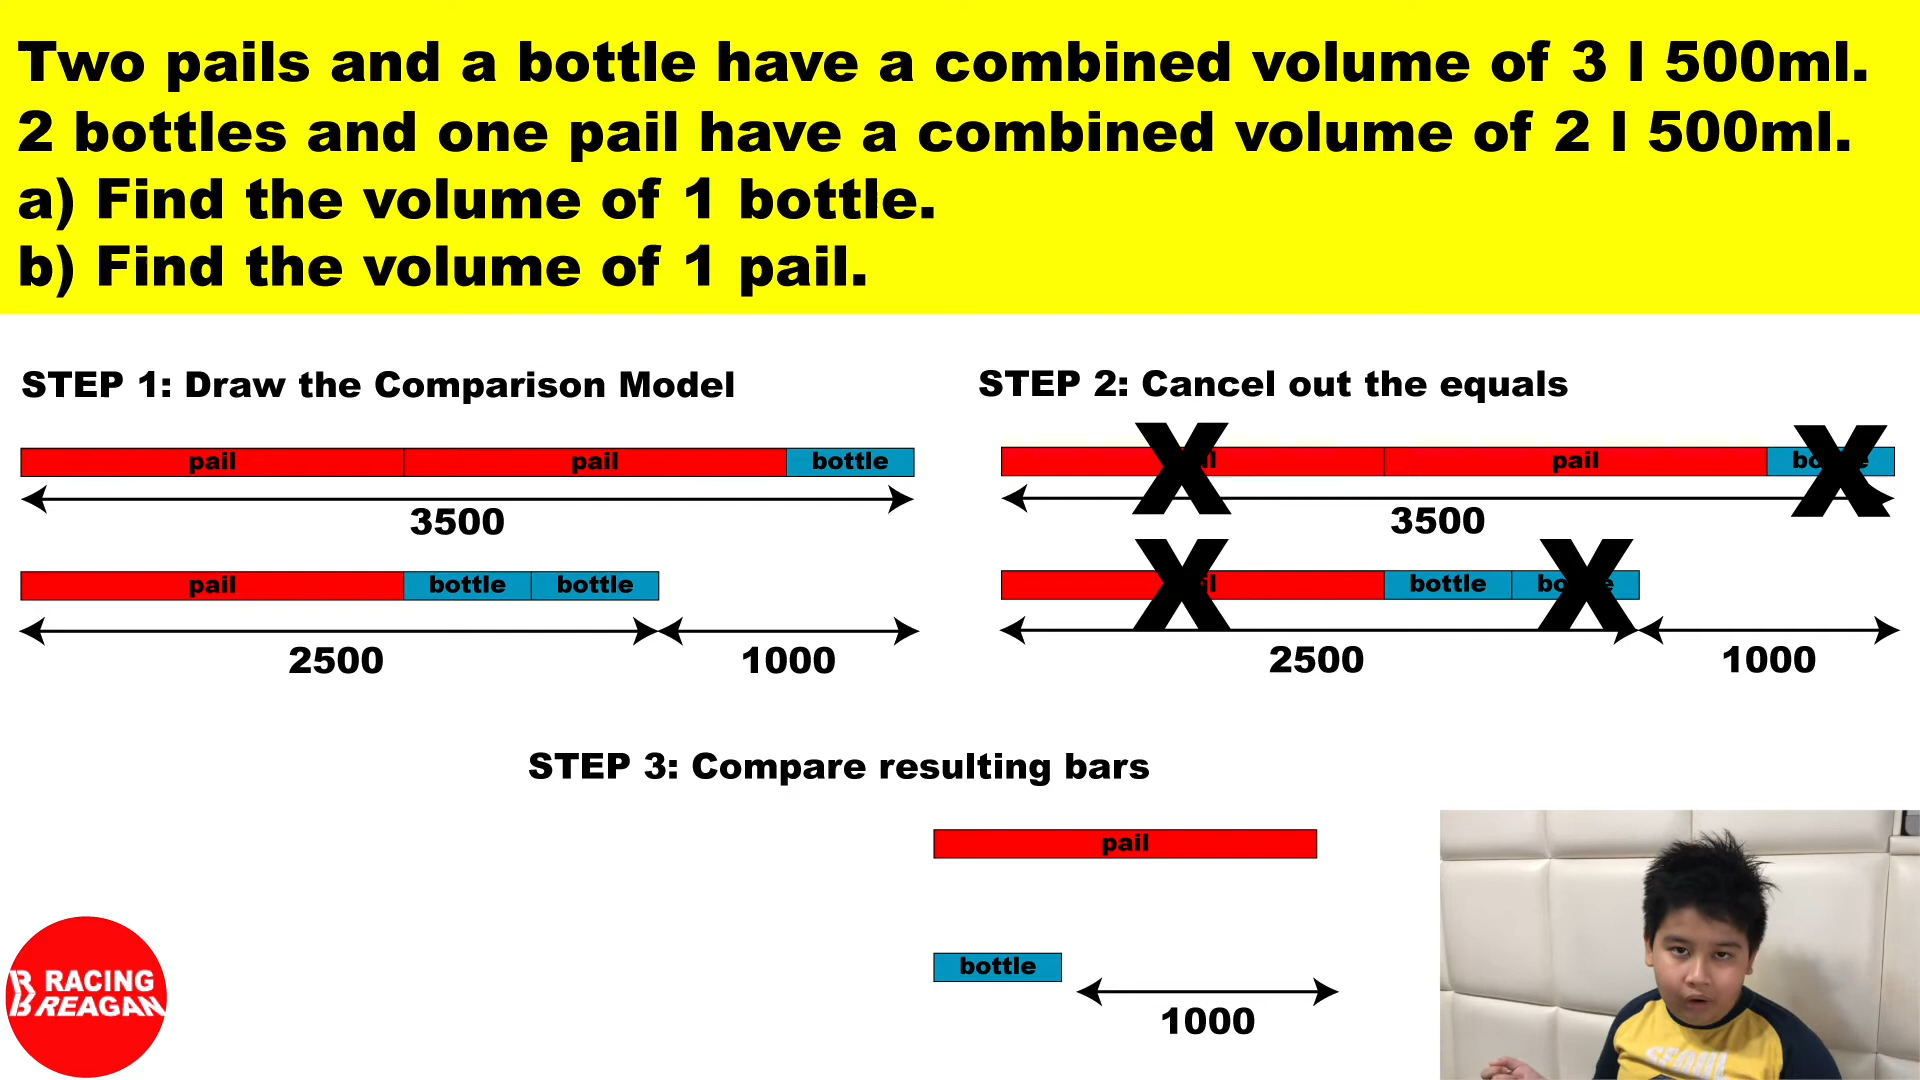 Two pails and a bottle have a combined volume of 3 l 500ml.
2 bottles and one pail have a combined volume of 2 l 500ml.
a) Find the volume of 1 bottle.
b) Find the volume of 1 pail.
STEP 1: Draw the Comparison Model
pail pail bottle
3500
pail bottle bottle
2500 1000
STEP 2: Cancel out the equals
pail
3500
bottle
2500 1000
STEP 3: Compare resulting bars
pail
bottle
1000
RACING
REAGAN
SEOUL